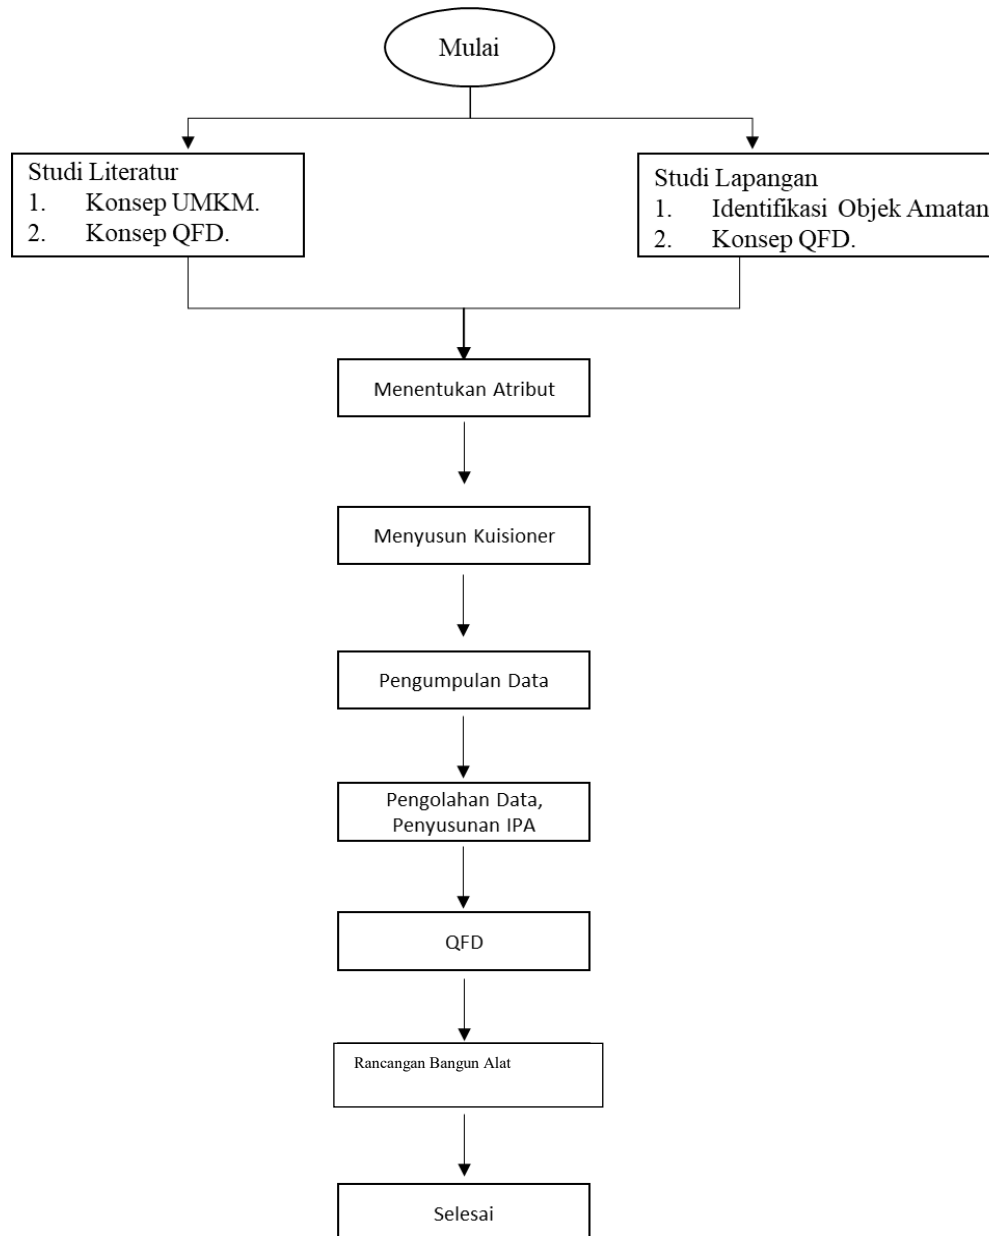 Mulai
Studi Literatur
1. Konsep UMKM.
2. Konsep QFD.
Studi Lapangan
1. Identifikasi Objek Amatan
2. Konsep QFD.
Menentukan Atribut
Menyusun Kuisioner
Pengumpulan Data
Pengolahan Data,
Penyusunan IPA
QFD
Rancangan Bangun Alat
Selesai